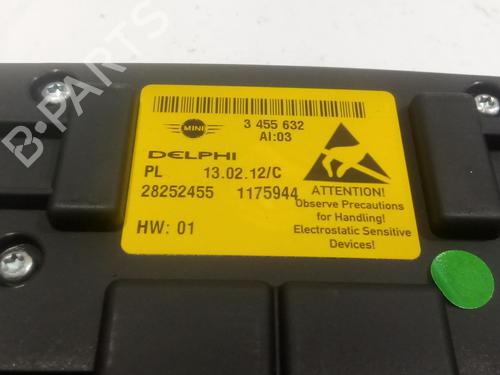 MINI
3 455 632
AI:03
DELPHI
PL 13.02.12/C
28252455 1175944
HW: 01
ATTENTION!
Observe Precautions
for Handling!
Electrostatic Sensitive
Devices!
B-PARTS